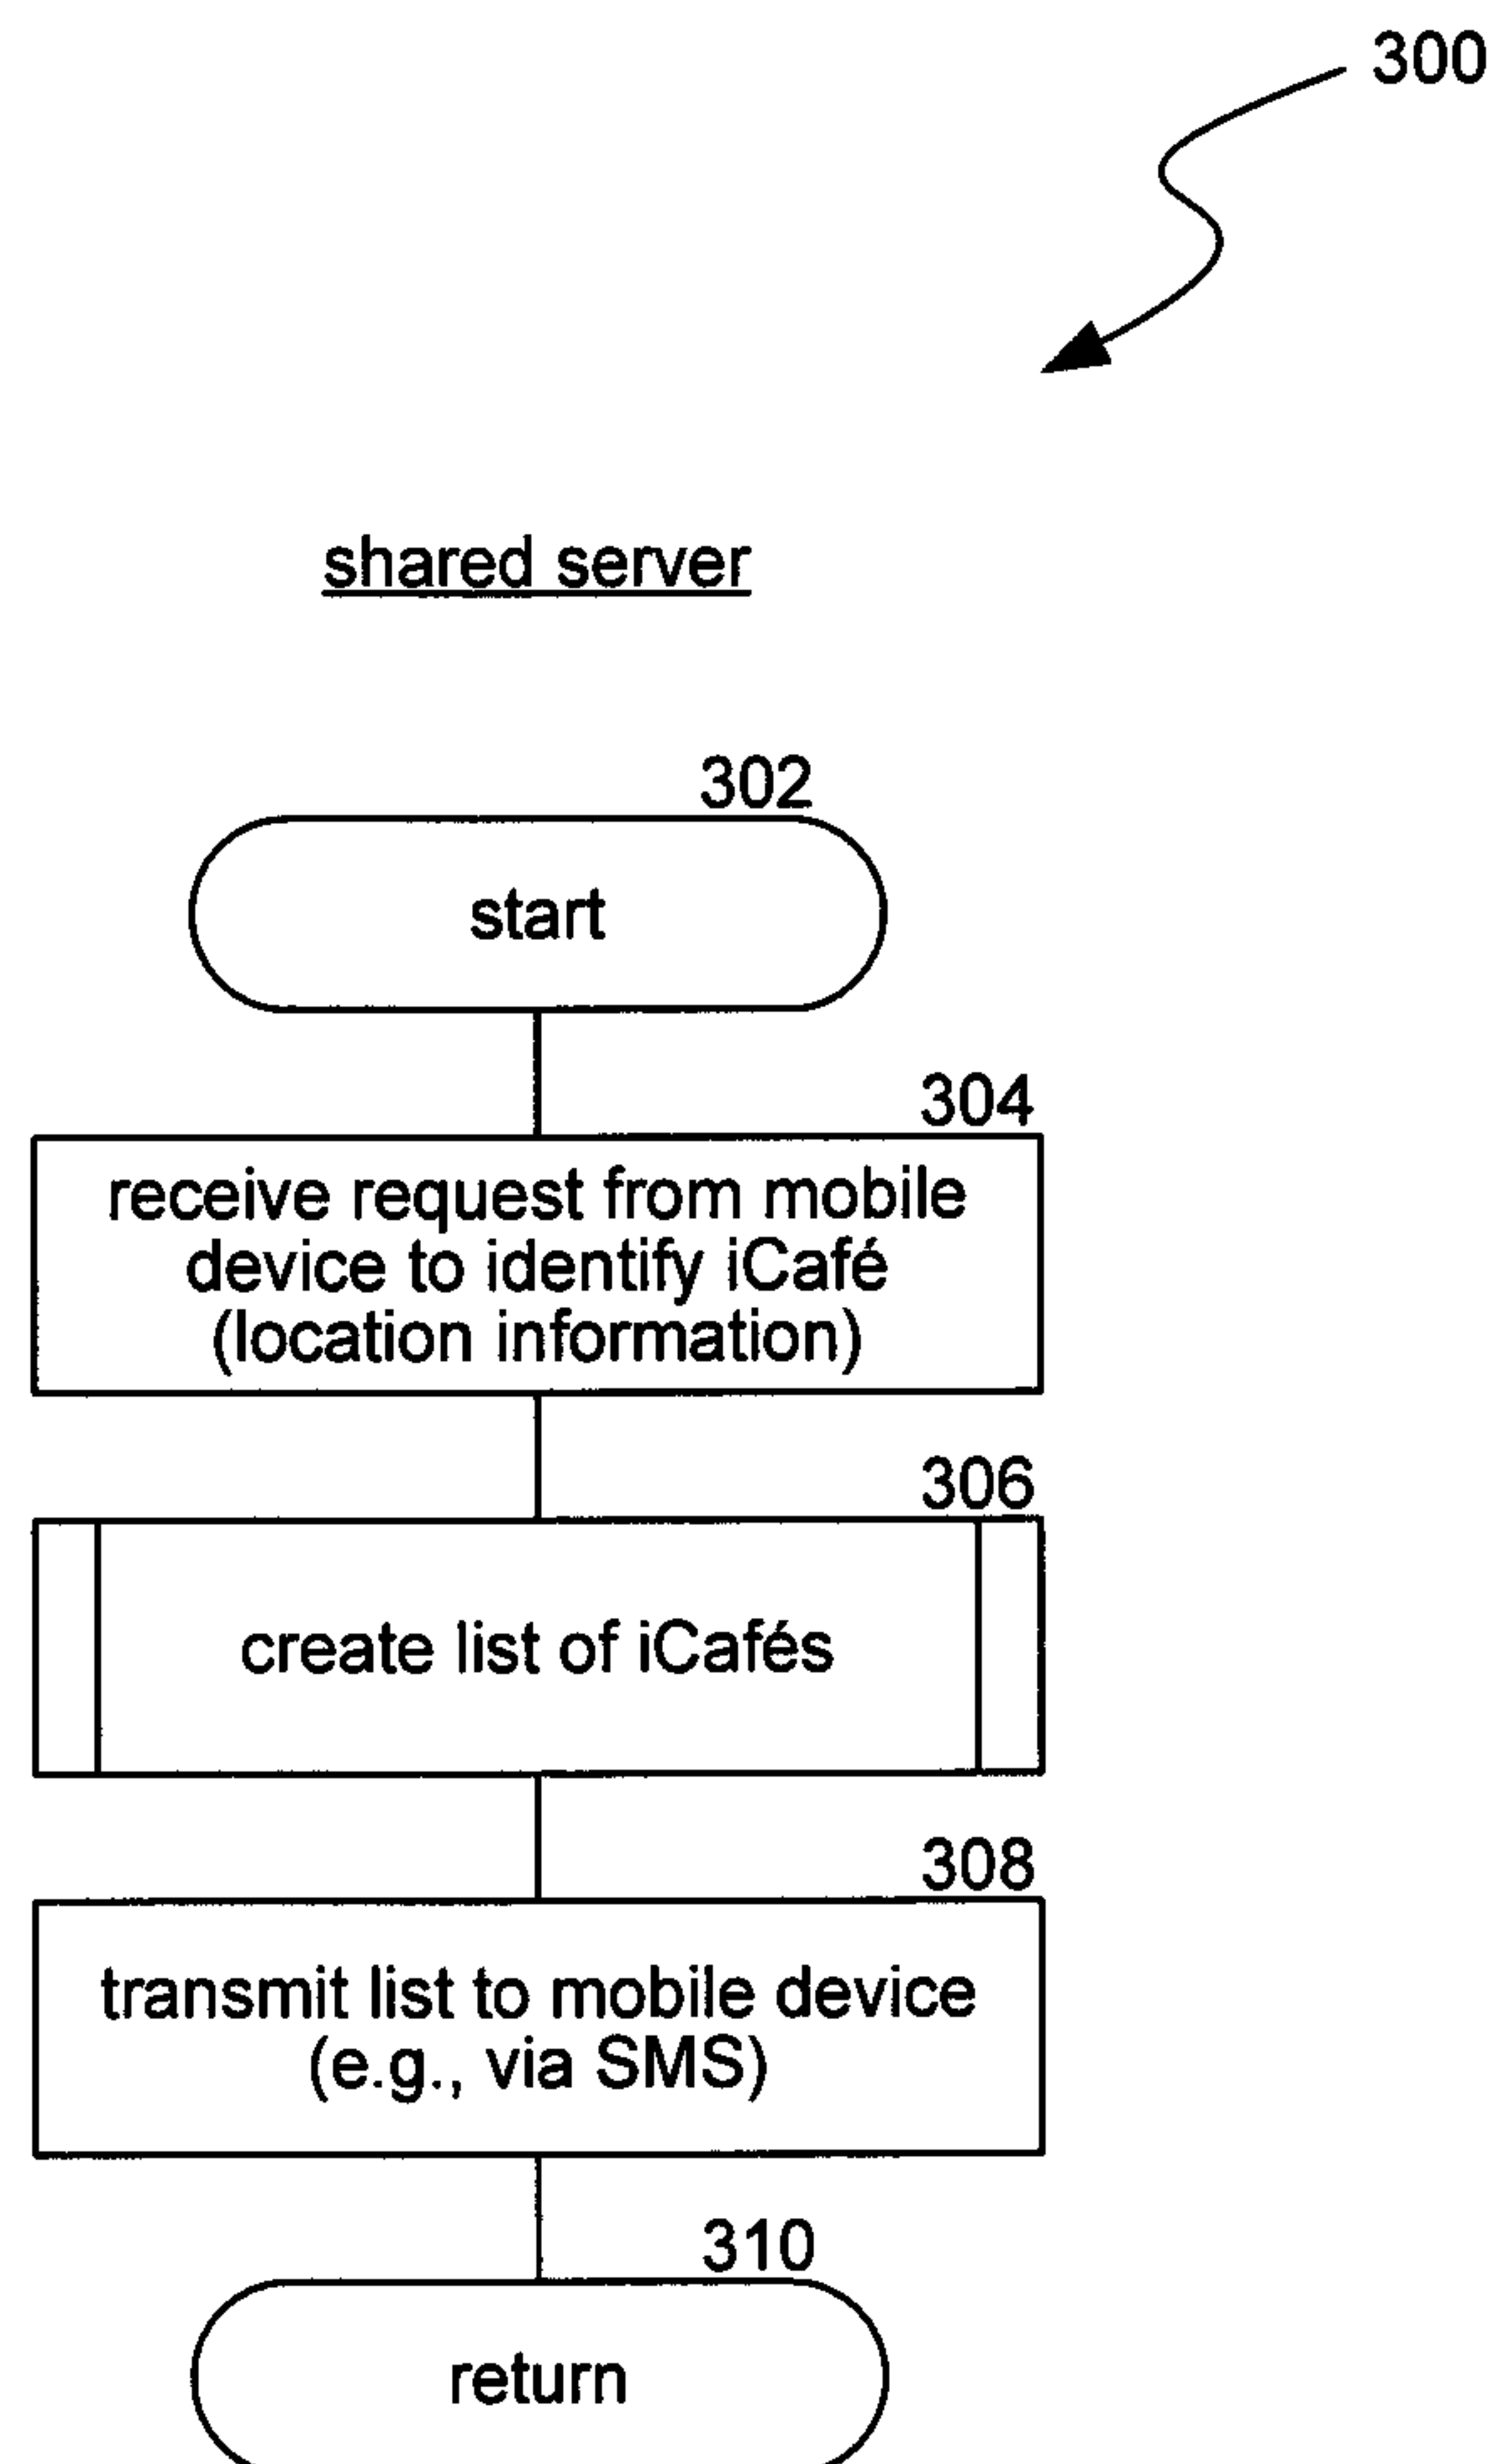 300
shared server
302
start
304
receive request from mobile
device to identify iCafé
(location information)
306
create list of iCafés
308
transmit list to mobile device
(e.g., via SMS)
310
return